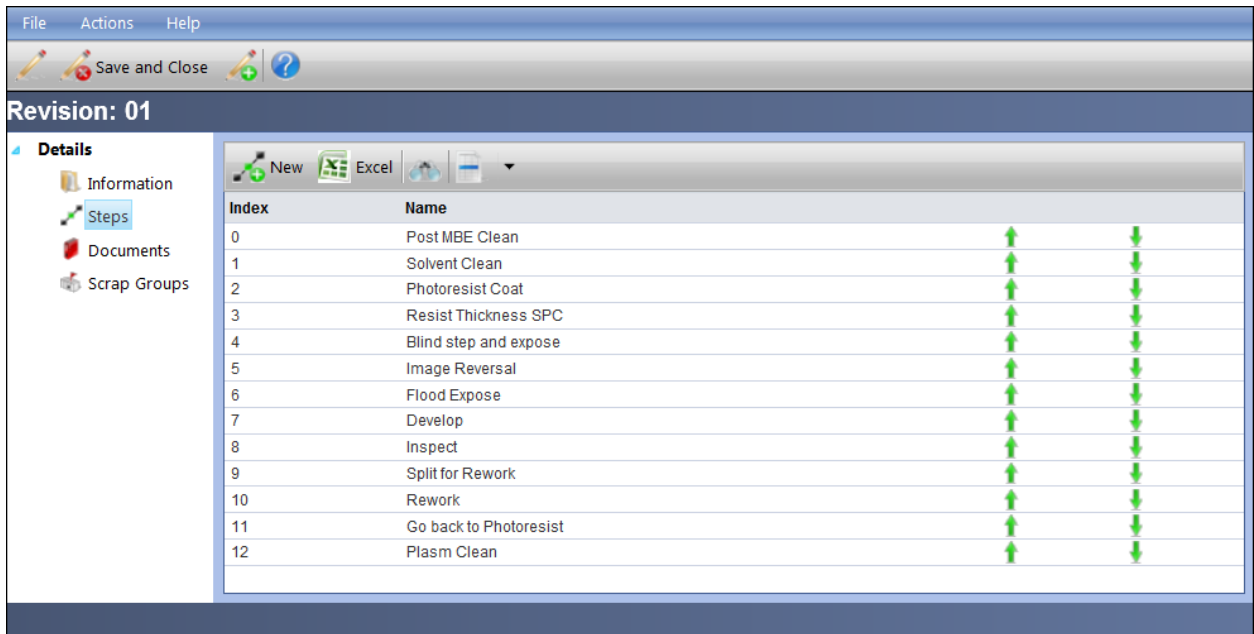 File Actions Help
Save and Close
Revision: 01
Details
Information
Steps
Documents
Scrap Groups
New Excel
Index Name
0 Post MBE Clean
1 Solvent Clean
2 Photoresist Coat
3 Resist Thickness SPC
4 Blind step and expose
5 Image Reversal
6 Flood Expose
7 Develop
8 Inspect
9 Split for Rework
10 Rework
11 Go back to Photoresist
12 Plasm Clean